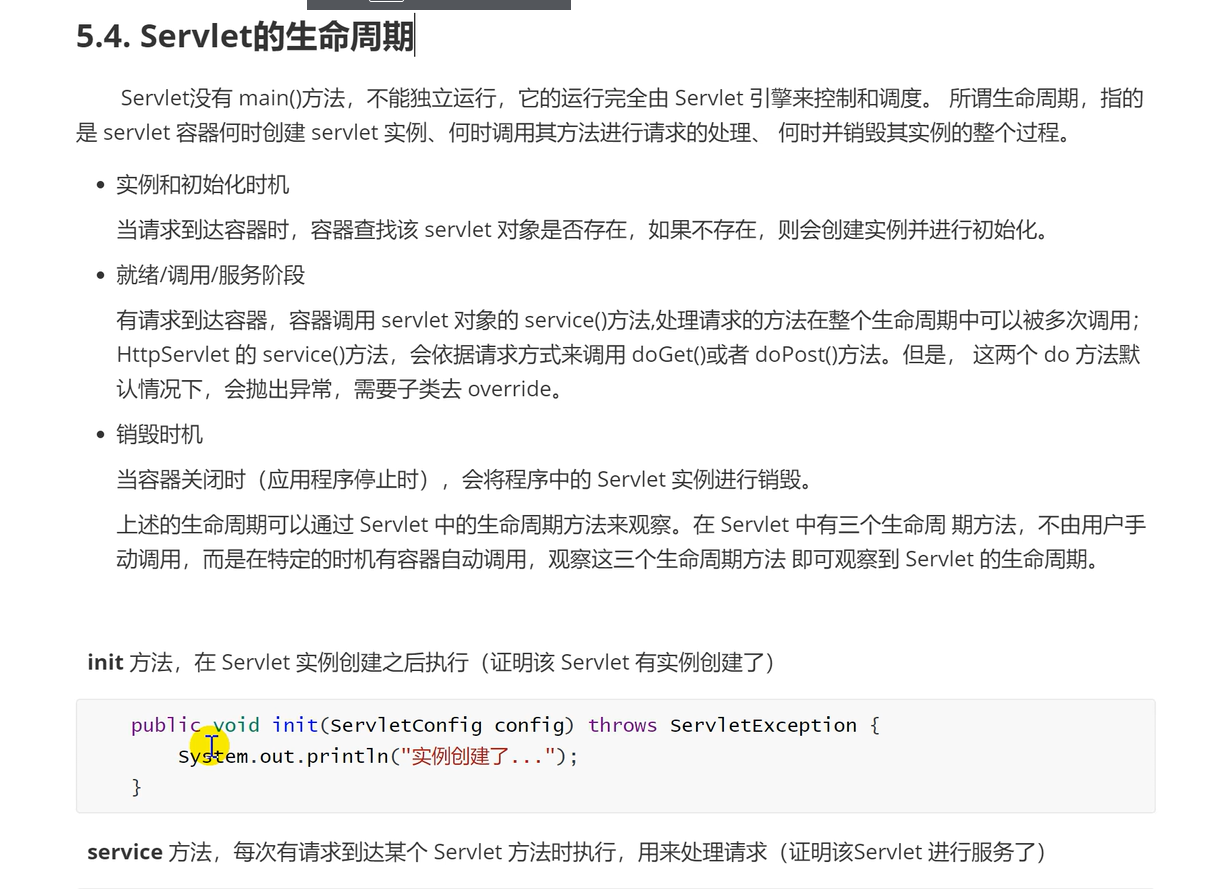 5.4. Servlet的生命周期
Servlet没有 main()方法，不能独立运行，它的运行完全由 Servlet 引擎来控制和调度。 所谓生命周期，指的
是 servlet 容器何时创建 servlet 实例、何时调用其方法进行请求的处理、 何时并销毁其实例的整个过程。
• 实例和初始化时机
当请求到达容器时，容器查找该 servlet 对象是否存在，如果不存在，则会创建实例并进行初始化。
• 就绪/调用/服务阶段
有请求到达容器，容器调用 servlet 对象的 service()方法,处理请求的方法在整个生命周期中可以被多次调用；
HttpServlet 的 service()方法，会依据请求方式来调用 doGet()或者 doPost()方法。但是， 这两个 do 方法默
认情况下，会抛出异常，需要子类去 override。
• 销毁时机
当容器关闭时（应用程序停止时），会将程序中的 Servlet 实例进行销毁。
上述的生命周期可以通过 Servlet 中的生命周期方法来观察。在 Servlet 中有三个生命周 期方法，不由用户手
动调用，而是在特定的时机有容器自动调用，观察这三个生命周期方法 即可观察到 Servlet 的生命周期。
init 方法，在 Servlet 实例创建之后执行（证明该 Servlet 有实例创建了）
public void init(ServletConfig config) throws ServletException {
System.out.println("实例创建了...");
}
service 方法，每次有请求到达某个 Servlet 方法时执行，用来处理请求（证明该Servlet 进行服务了）